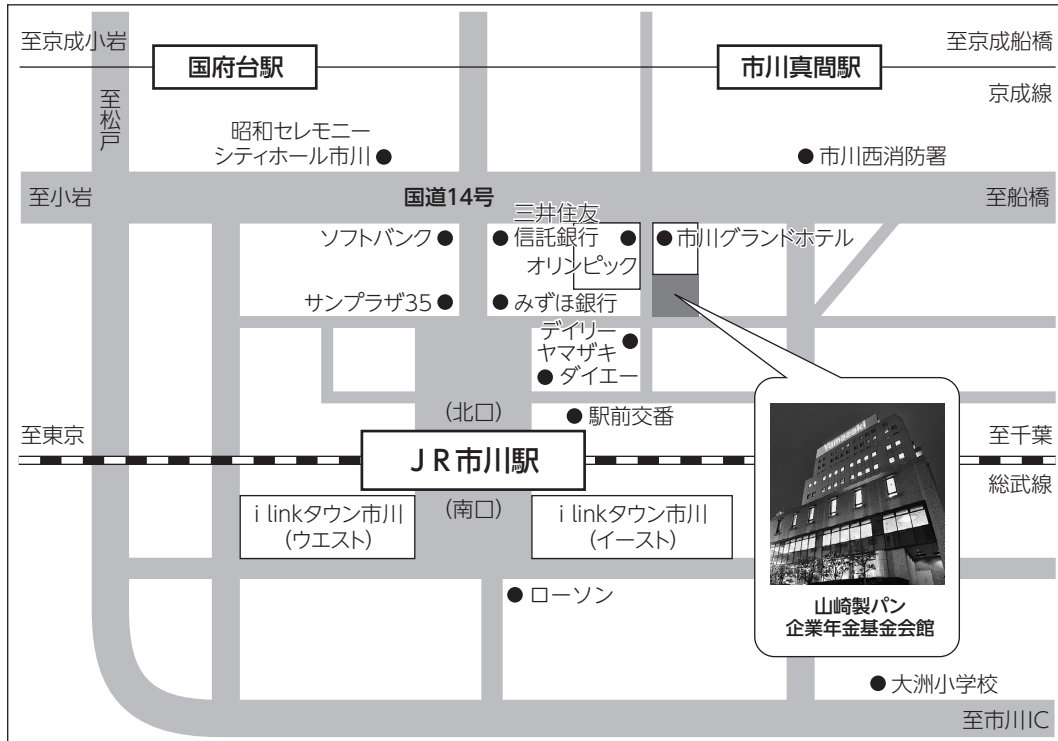 至京成小岩
国府台駅
市川真間駅
至京成船橋
京成線
至松戸
昭和セレモニー
シティホール市川
市川西消防署
至小岩
国道14号
至船橋
ソフトバンク
三井住友
信託銀行
オリンピック
市川グランドホテル
サンプラザ35
みずほ銀行
デイリー
ヤマザキ
ダイエー
(北口)
駅前交番
至東京
JR市川駅
至千葉
総武線
(南口)
i linkタウン市川
(ウエスト)
i linkタウン市川
(イースト)
Yamazaki
山崎製パン
企業年金基金会館
ローソン
大洲小学校
至市川IC